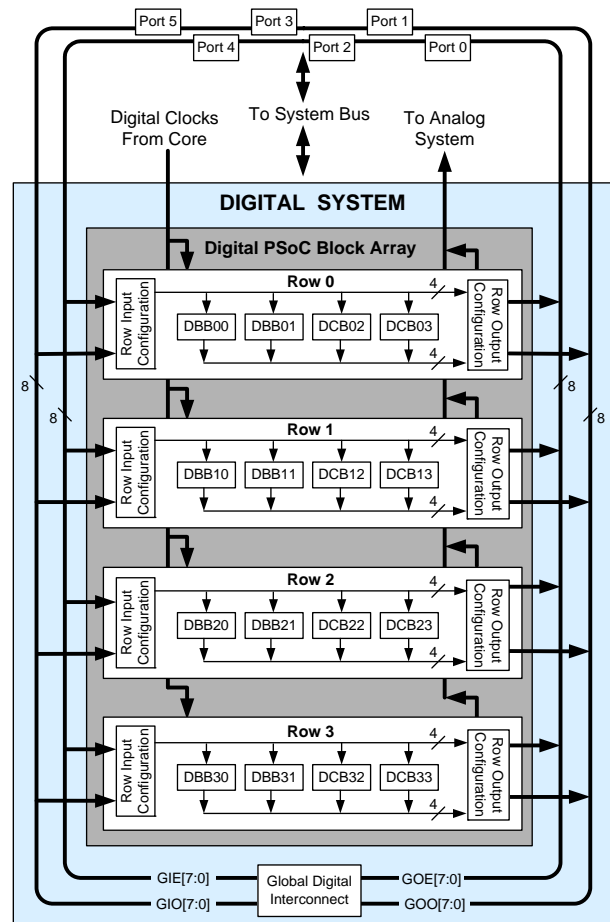 Port 5
Port 3
Port 1
Port 4
Port 2
Port 0
Digital Clocks
From Core
To System Bus
To Analog
System
DIGITAL SYSTEM
Digital PSoC Block Array
Row 0
Row Input
Configuration
DBB00
DBB01
DCB02
DCB03
4
4
Row Output
Configuration
8
8
8
8
Row 1
Row Input
Configuration
DBB10
DBB11
DCB12
DCB13
4
4
Row Output
Configuration
Row 2
Row Input
Configuration
DBB20
DBB21
DCB22
DCB23
4
4
Row Output
Configuration
Row 3
Row Input
Configuration
DBB30
DBB31
DCB32
DCB33
4
4
Row Output
Configuration
GIE[7:0]
GIO[7:0]
Global Digital
Interconnect
GOE[7:0]
GOO[7:0]